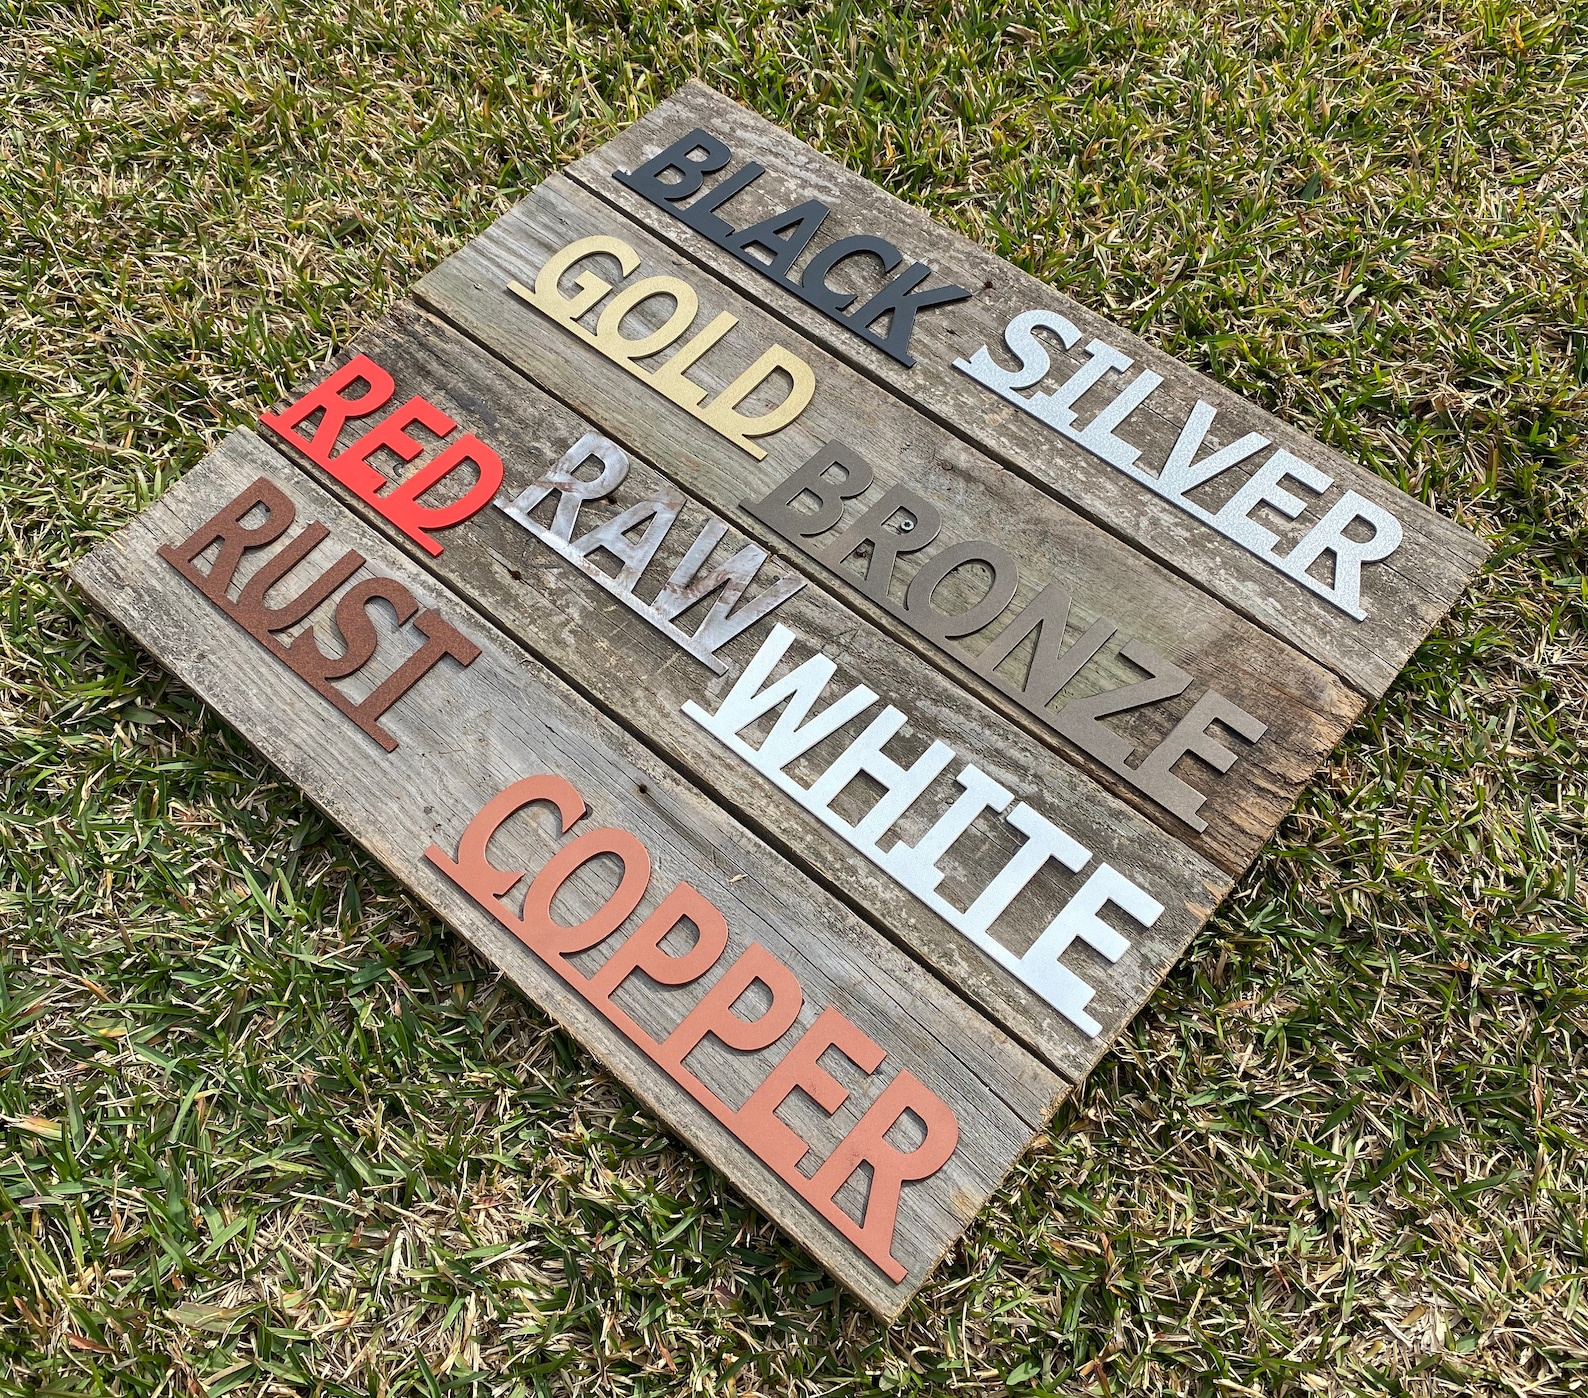 BLACK SILVER
GOLD BRONZE
RED RAW WHITE
RUST COPPER